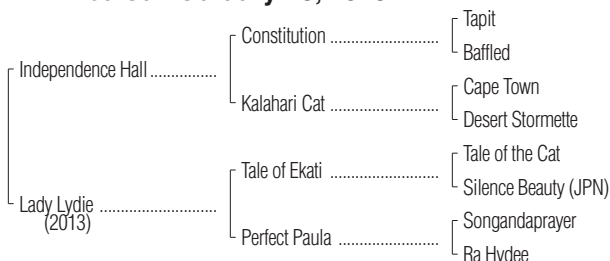 Tapit
Constitution
Baffled
Independence Hall
Cape Town
Kalahari Cat
Desert Stormette
Tale of the Cat
Tale of Ekati
Silence Beauty (JPN)
Lady Lydie
(2013)
Songandaprayer
Perfect Paula
Ra Hydee